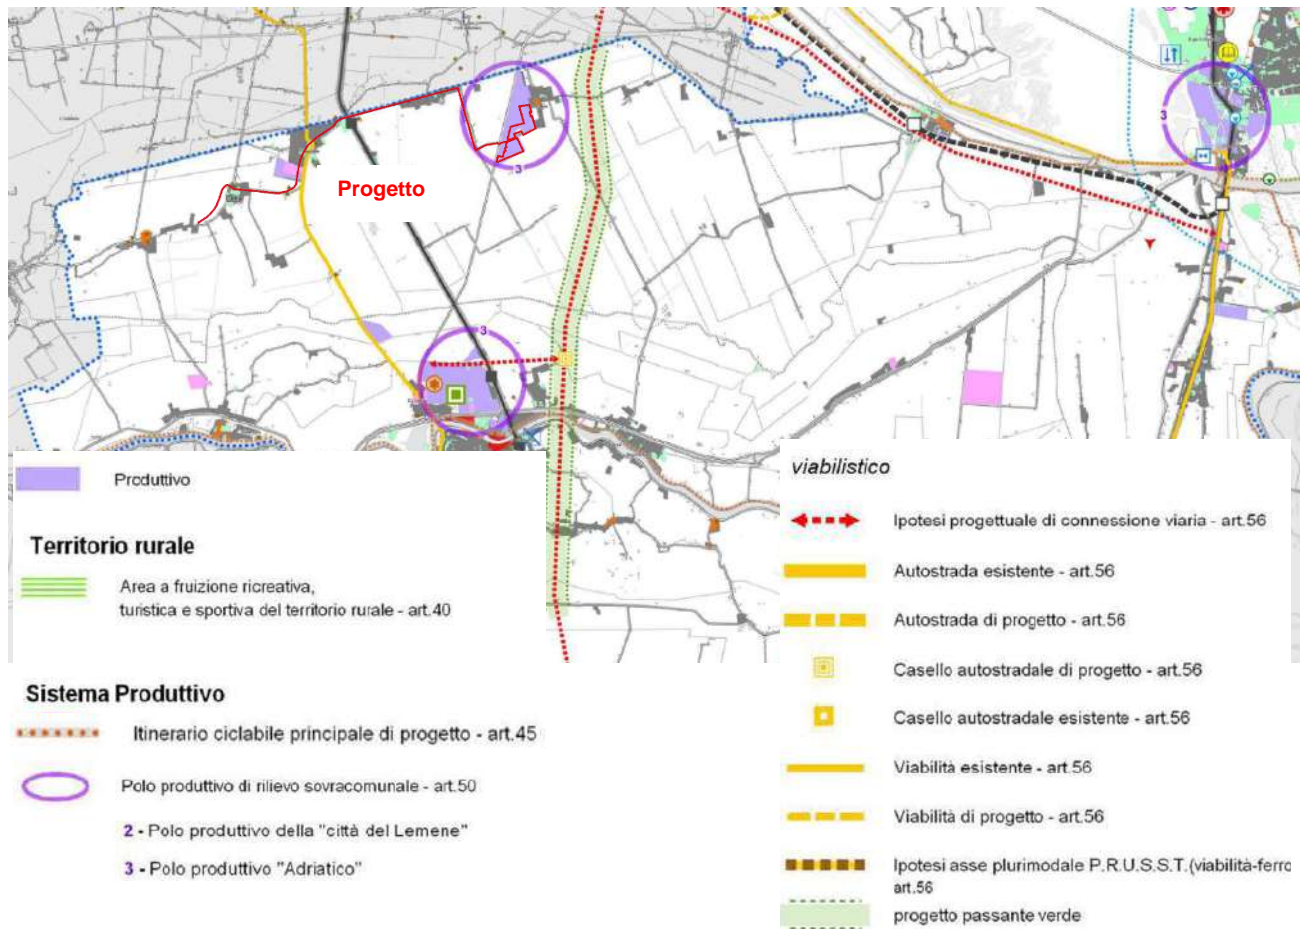 3
Progetto
3
3
Produttivo
Territorio rurale
Area a fruizione ricreativa,
turistica e sportiva del territorio rurale - art.40
Sistema Produttivo
Itinerario ciclabile principale di progetto - art.45
Polo produttivo di rilievo sovracomunale - art.50
2 - Polo produttivo della "città del Lemene"
3 - Polo produttivo "Adriatico"
viabilistico
Ipotesi progettuale di connessione viaria - art.56
Autostrada esistente - art.56
Autostrada di progetto - art.56
Casello autostradale di progetto - art.56
Casello autostradale esistente - art.56
Viabilità esistente - art.56
Viabilità di progetto - art.56
Ipotesi asse plurimodale P.R.U.S.S.T.(viabilità-ferro
art.56
progetto passante verde